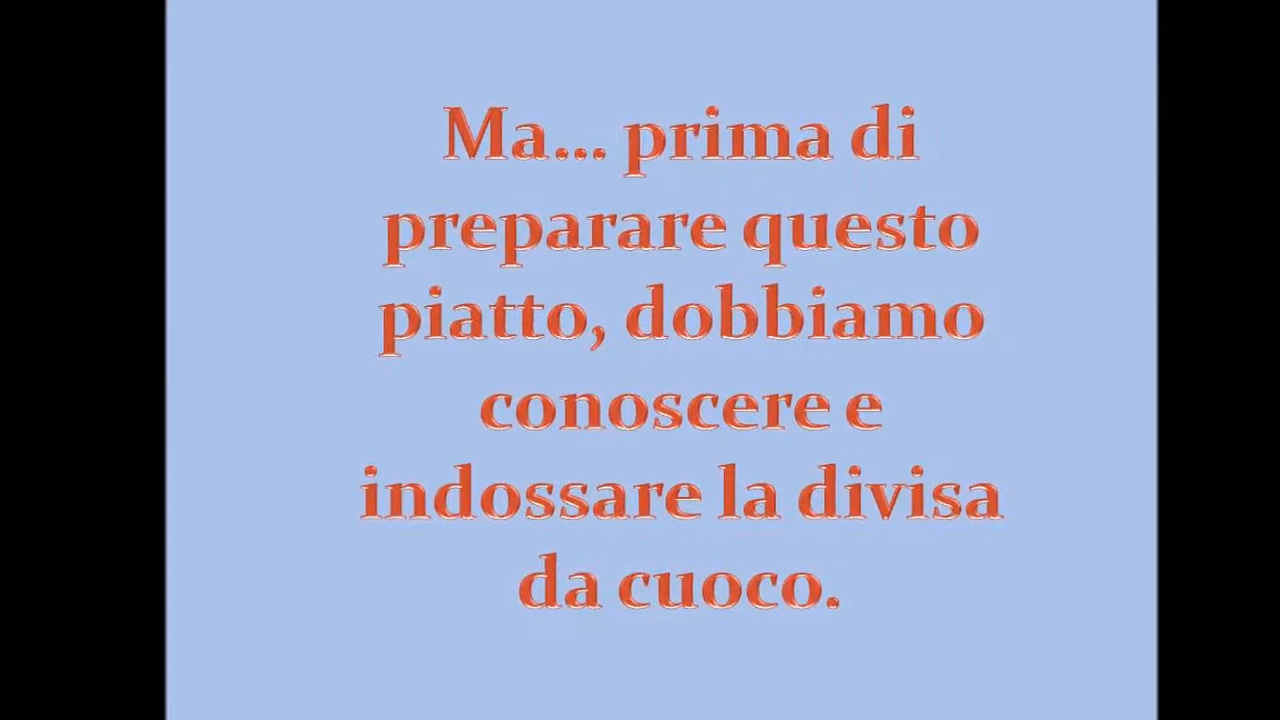 Ma... prima di
preparare questo
piatto, dobbiamo
conoscere e
indossare la divisa
da cuoco.